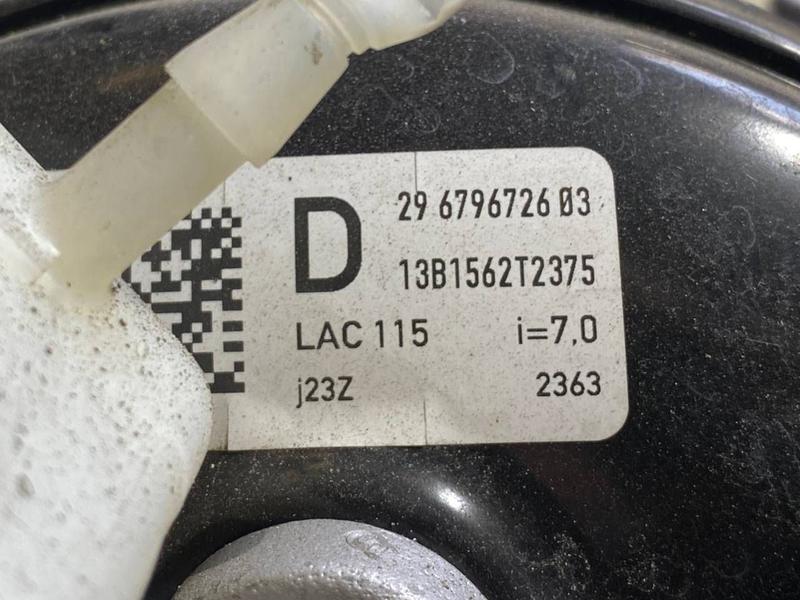 D
29 6796726 03
13B1562T2375
LAC 115 i=7,0
j23Z 2363